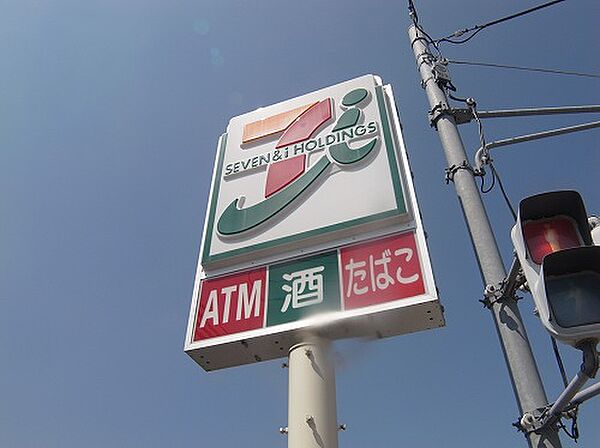 SEVEN & i HOLDINGS
ATM 酒 たばこ